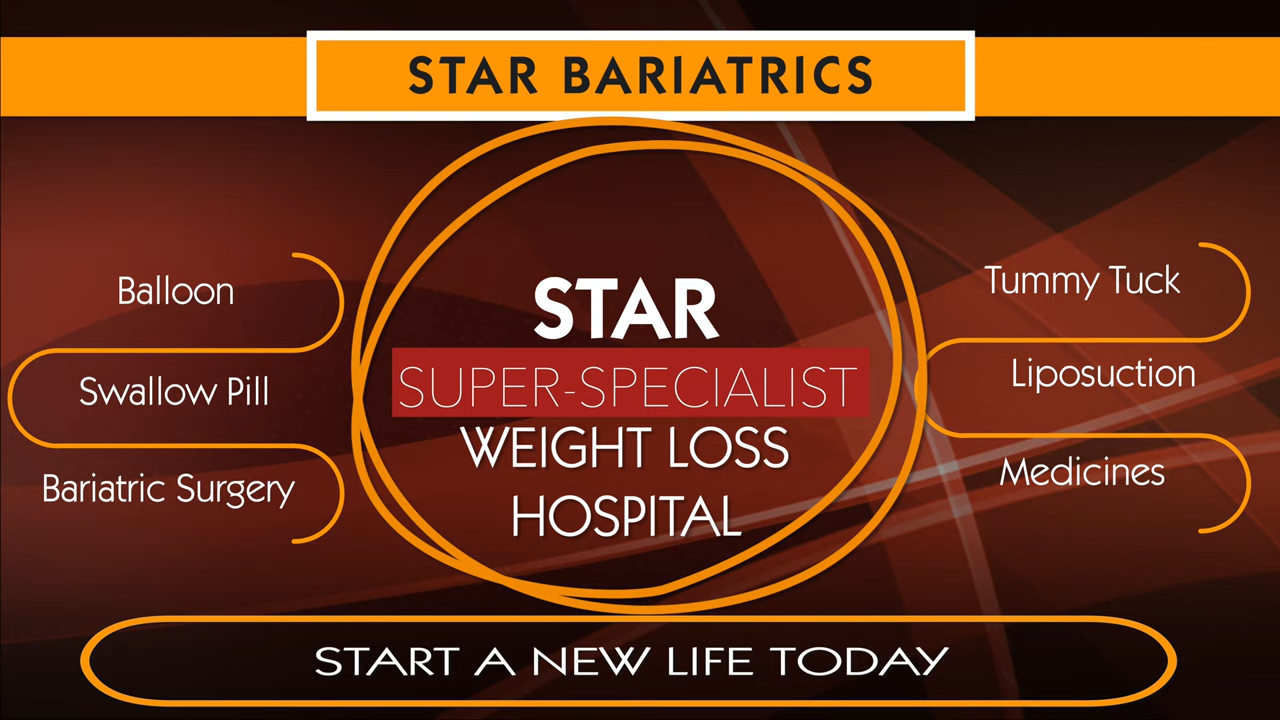 STAR BARIATRICS
Balloon
Swallow Pill
Bariatric Surgery
STAR
SUPER-SPECIALIST
WEIGHT LOSS
HOSPITAL
Tummy Tuck
Liposuction
Medicines
START A NEW LIFE TODAY